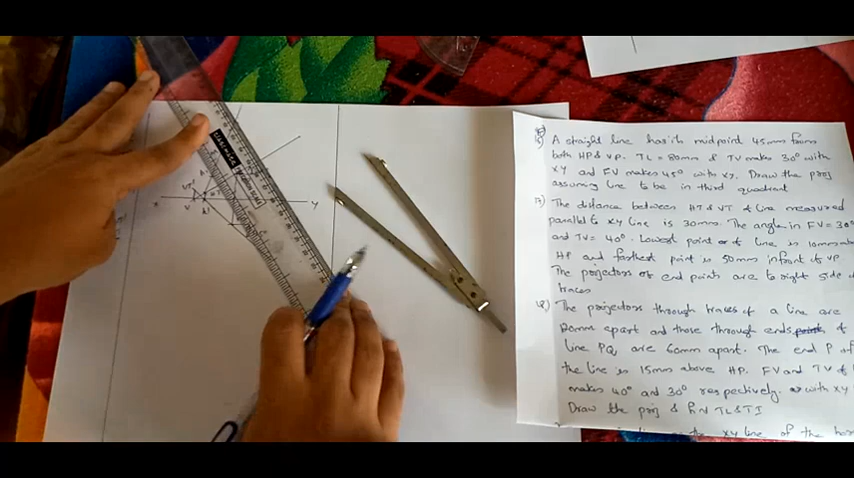 x
y
A straight line has its midpoint 45mm from
both HP & VP. TL = 80mm & TV makes 30° with
XY and FV makes 45° with XY. Draw the proj
assuming line to be in third quadrant
17) The distance between HT & VT of line measured
parallel to xy line is 30mm. The angle in FV = 30°
and TV = 40°. Lowest point of line is 10mm
HP and farthest point is 50mm infront of VP
The projectors of end points are to right side
traces
18) The projectors through traces of a line are
120mm apart and those through ends of
line PQ are 60mm apart. The end P of
the line is 15mm above HP. FV and TV of
makes 40° and 30° respectively with xy
Draw the proj & find TL & TI
the xy line of the